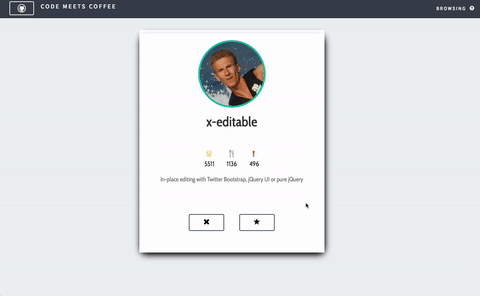 CODE MEETS COFFEE
BROWSING
x-editable
5511 1136 496
In-place editing with Twitter Bootstrap, jQuery UI or pure jQuery